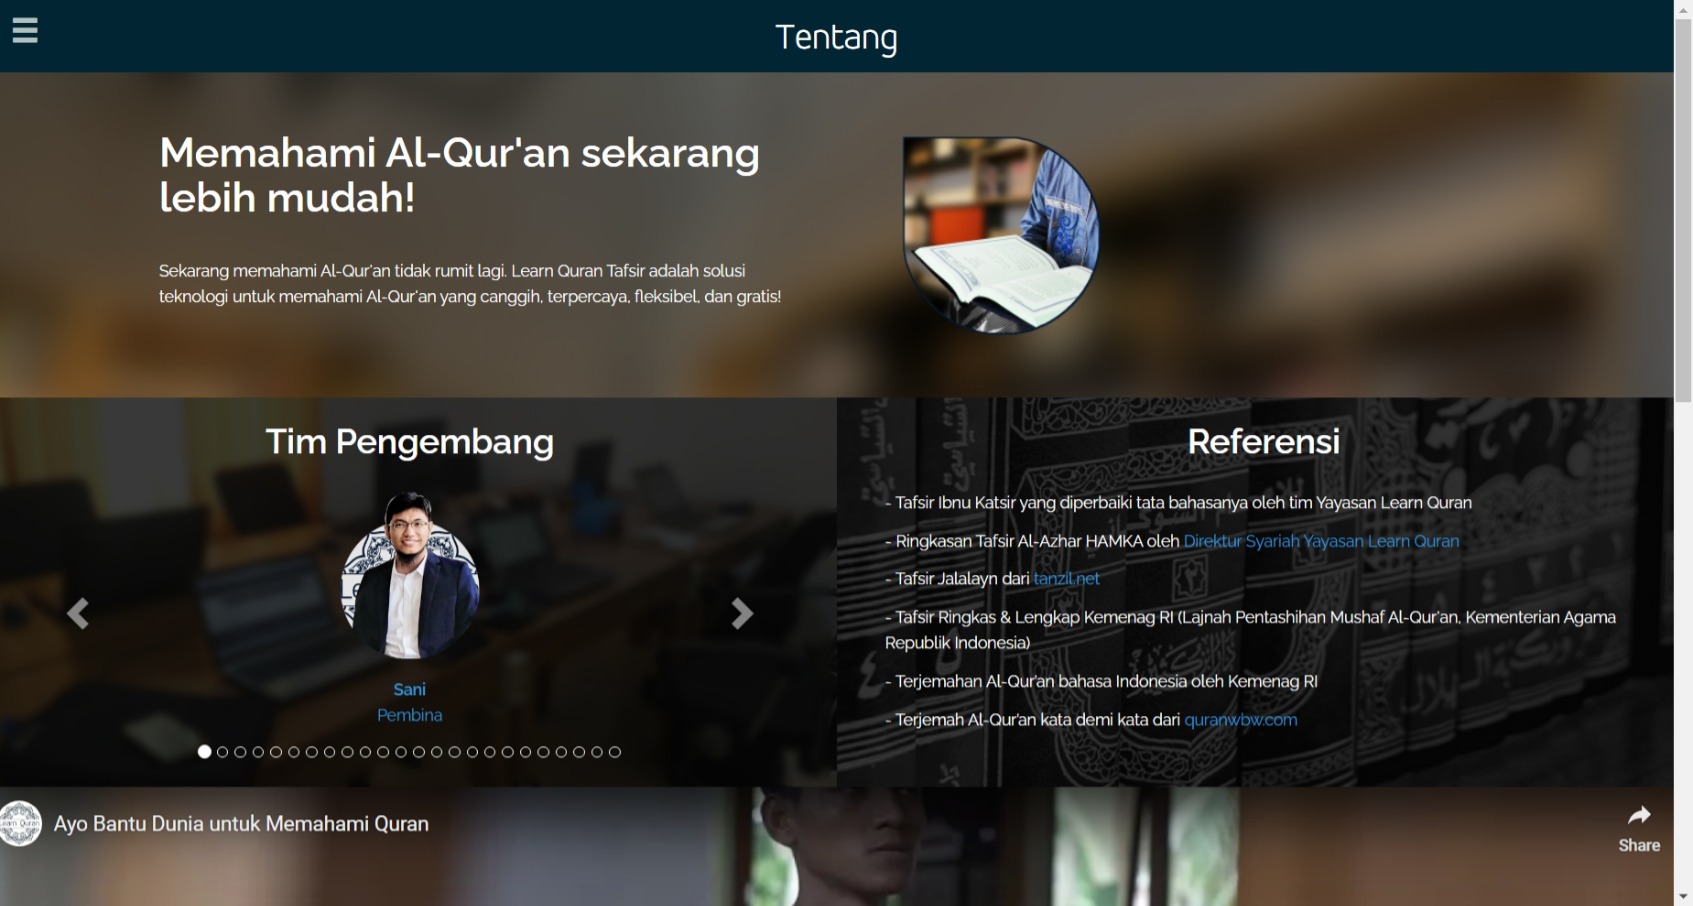 Tentang
Memahami Al-Qur'an sekarang
lebih mudah!
Sekarang memahami Al-Qur'an tidak rumit lagi. Learn Quran Tafsir adalah solusi
teknologi untuk memahami Al-Qur'an yang canggih, terpercaya, fleksibel, dan gratis!
Tim Pengembang
Sani
Pembina
Referensi
- Tafsir Ibnu Katsir yang diperbaiki tata bahasanya oleh tim Yayasan Learn Quran
- Ringkasan Tafsir Al-Azhar HAMKA oleh Direktur Syariah Yayasan Learn Quran
- Tafsir Jalalayn dari tanzil.net
- Tafsir Ringkas & Lengkap Kemenag RI (Lajnah Pentashihan Mushaf Al-Qur'an, Kementerian Agama
Republik Indonesia)
- Terjemahan Al-Qur'an bahasa Indonesia oleh Kemenag RI
- Terjemah Al-Qur'an kata demi kata dari quranwbw.com
Learn Quran
Ayo Bantu Dunia untuk Memahami Quran
Share